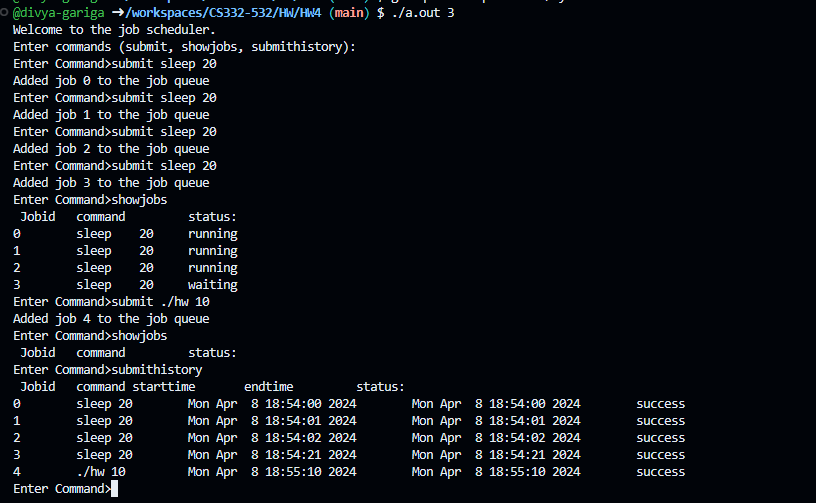 @divya-gariga ➜/workspaces/CS332-532/HW/HW4 (main) $ ./a.out 3
Welcome to the job scheduler.
Enter commands (submit, showjobs, submithistory):
Enter Command>submit sleep 20
Added job 0 to the job queue
Enter Command>submit sleep 20
Added job 1 to the job queue
Enter Command>submit sleep 20
Added job 2 to the job queue
Enter Command>submit sleep 20
Added job 3 to the job queue
Enter Command>showjobs
Jobid command status:
0 sleep 20 running
1 sleep 20 running
2 sleep 20 running
3 sleep 20 waiting
Enter Command>submit ./hw 10
Added job 4 to the job queue
Enter Command>showjobs
Jobid command status:
Enter Command>submithistory
Jobid command starttime endtime status:
0 sleep 20 Mon Apr 8 18:54:00 2024 Mon Apr 8 18:54:00 2024 success
1 sleep 20 Mon Apr 8 18:54:01 2024 Mon Apr 8 18:54:01 2024 success
2 sleep 20 Mon Apr 8 18:54:02 2024 Mon Apr 8 18:54:02 2024 success
3 sleep 20 Mon Apr 8 18:54:21 2024 Mon Apr 8 18:54:21 2024 success
4 ./hw 10 Mon Apr 8 18:55:10 2024 Mon Apr 8 18:55:10 2024 success
Enter Command>